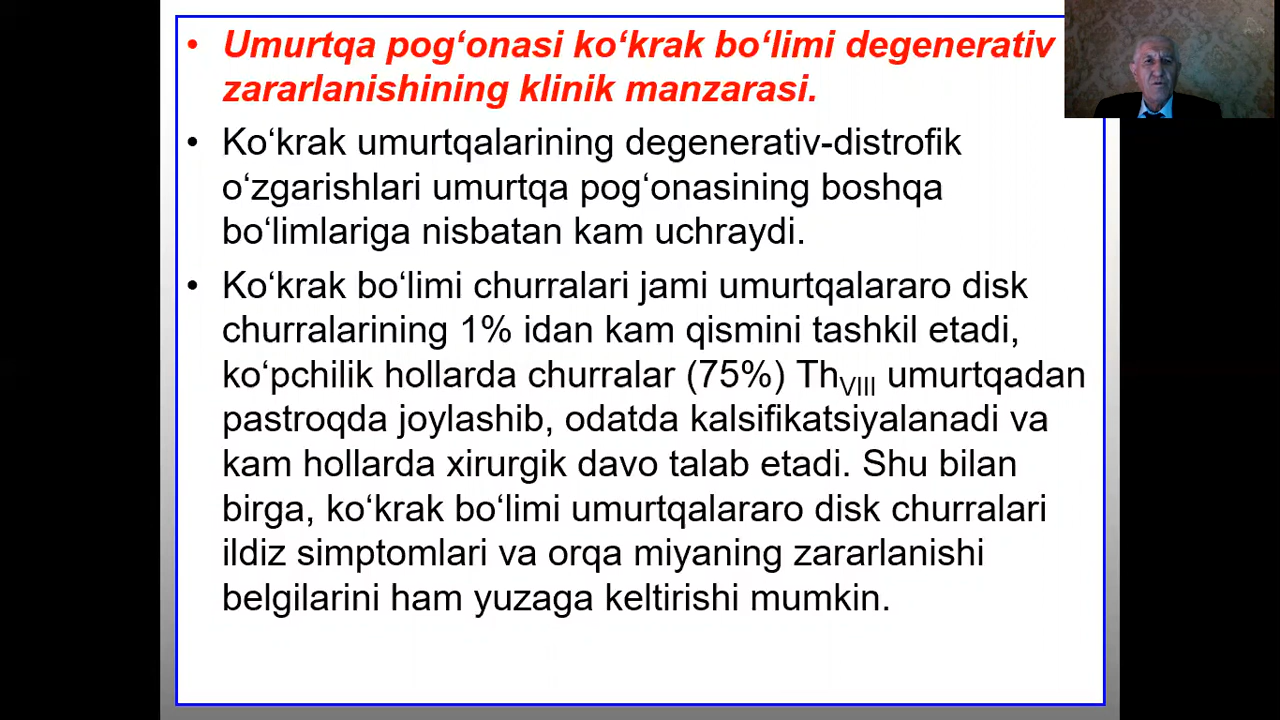 • Umurtqa pog‘onasi ko‘krak bo‘limi degenerativ
zararlanishining klinik manzarasi.
• Ko‘krak umurtqalarining degenerativ-distrofik
o‘zgarishlari umurtqa pog‘onasining boshqa
bo‘limlariga nisbatan kam uchraydi.
• Ko‘krak bo‘limi churralari jami umurtqalararo disk
churralarining 1% idan kam qismini tashkil etadi,
ko‘pchilik hollarda churralar (75%) Th_VIII umurtqadan
pastroqda joylashib, odatda kalsifikatsiyalanadi va
kam hollarda xirurgik davo talab etadi. Shu bilan
birga, ko‘krak bo‘limi umurtqalararo disk churralari
ildiz simptomlari va orqa miyaning zararlanishi
belgilarini ham yuzaga keltirishi mumkin.